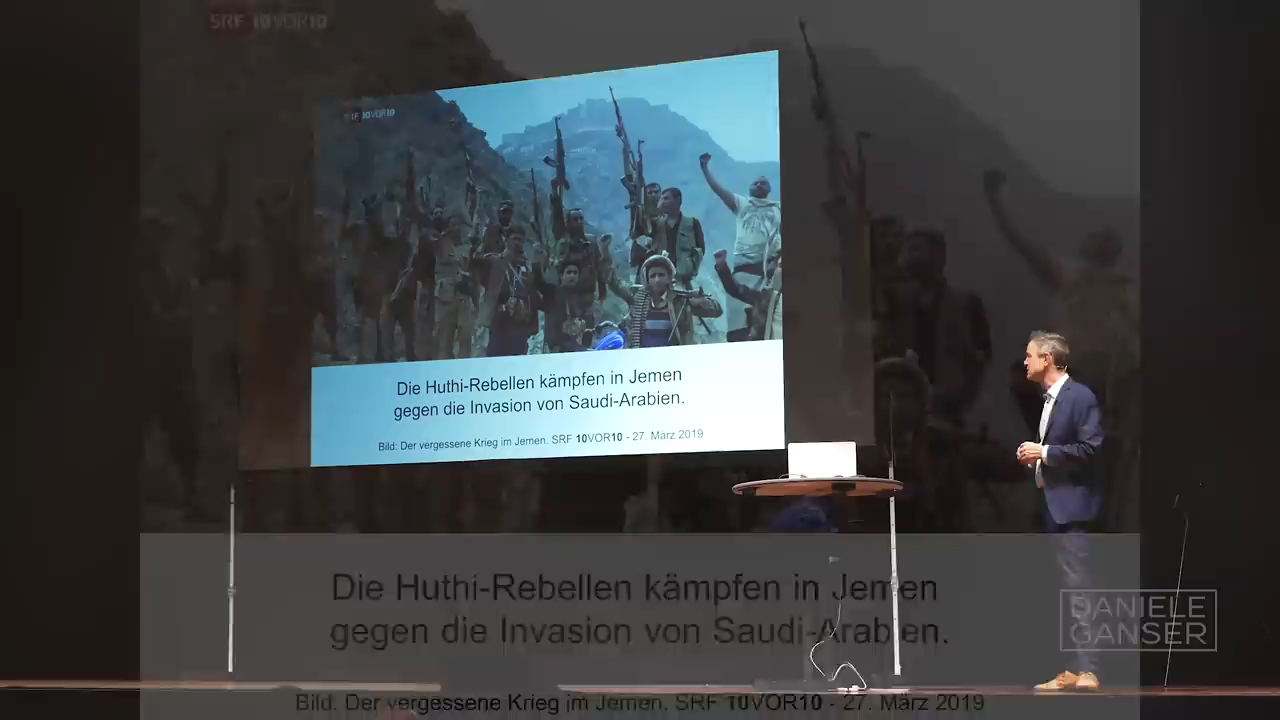 SRF 10VOR10
SRF 10VOR10
Die Huthi-Rebellen kämpfen in Jemen
gegen die Invasion von Saudi-Arabien.
Bild: Der vergessene Krieg im Jemen. SRF 10VOR10 - 27. März 2019
Die Huthi-Rebellen kämpfen in Jemen
gegen die Invasion von Saudi-Arabien.
Bild: Der vergessene Krieg im Jemen. SRF 10VOR10 - 27. März 2019
DANIELE
GANSER